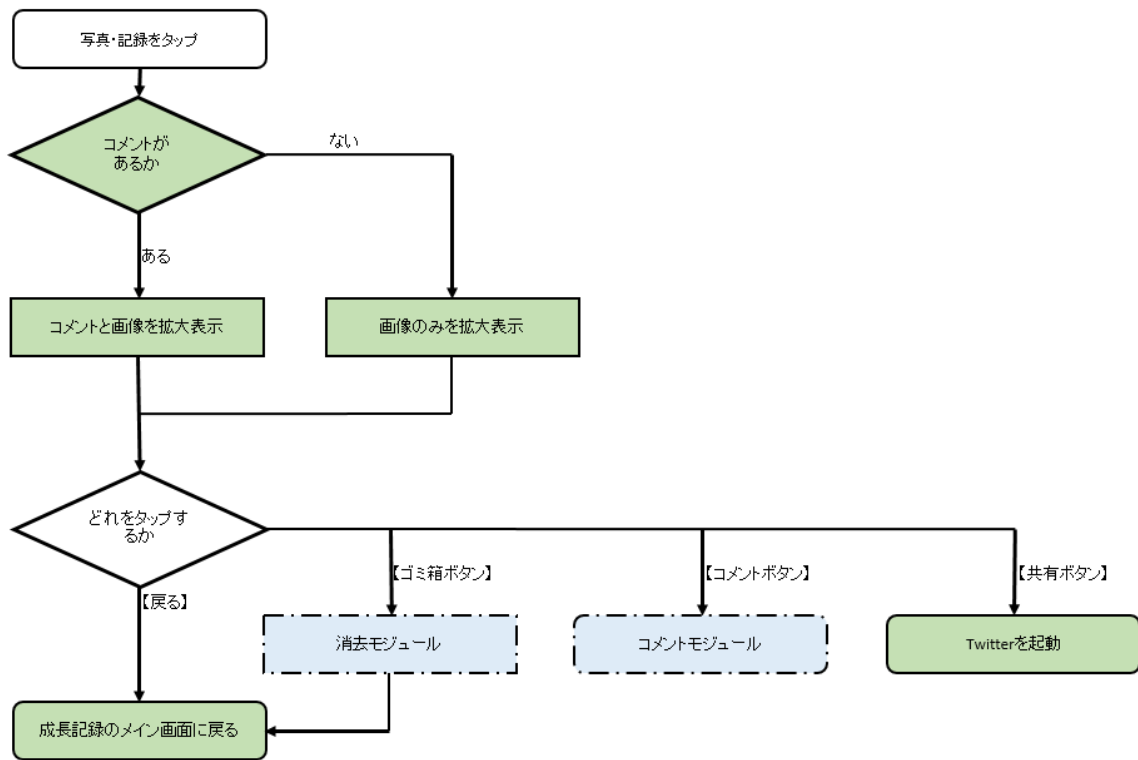 写真・記録をタップ
コメントが
あるか
ない
ある
コメントと画像を拡大表示
画像のみを拡大表示
どれをタップす
るか
【ゴミ箱ボタン】
【コメントボタン】
【共有ボタン】
【戻る】
消去モジュール
コメントモジュール
Twitterを起動
成長記録のメイン画面に戻る